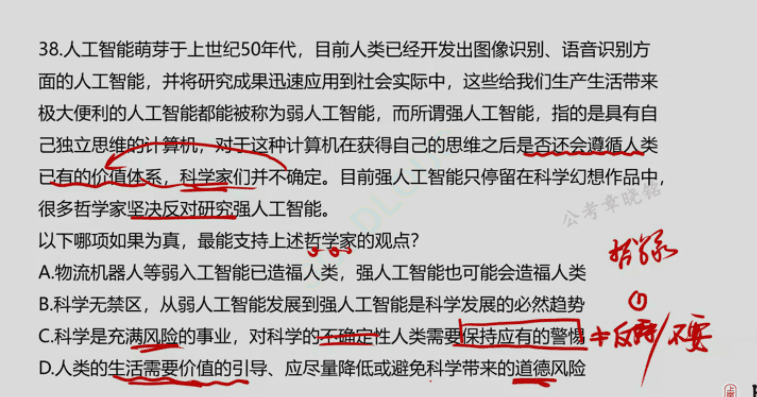 38.人工智能萌芽于上世纪50年代，目前人类已经开发出图像识别、语音识别方
面的人工智能，并将研究成果迅速应用到社会实际中，这些给我们生产生活带来
极大便利的人工智能都能被称为弱人工智能，而所谓强人工智能，指的是具有自
己独立思维的计算机，对于这种计算机在获得自己的思维之后是否还会遵循人类
已有的价值体系，科学家们并不确定。目前强人工智能只停留在科学幻想作品中，
很多哲学家坚决反对研究强人工智能。
公考章晓铭
以下哪项如果为真，最能支持上述哲学家的观点？
A.物流机器人等弱人工智能已造福人类，强人工智能也可能会造福人类
B.科学无禁区，从弱人工智能发展到强人工智能是科学发展的必然趋势
①
C.科学是充满风险的事业，对科学的不确定性人类需要保持应有的警惕
≠反对/不要
D.人类的生活需要价值的引导、应尽量降低或避免科学带来的道德风险